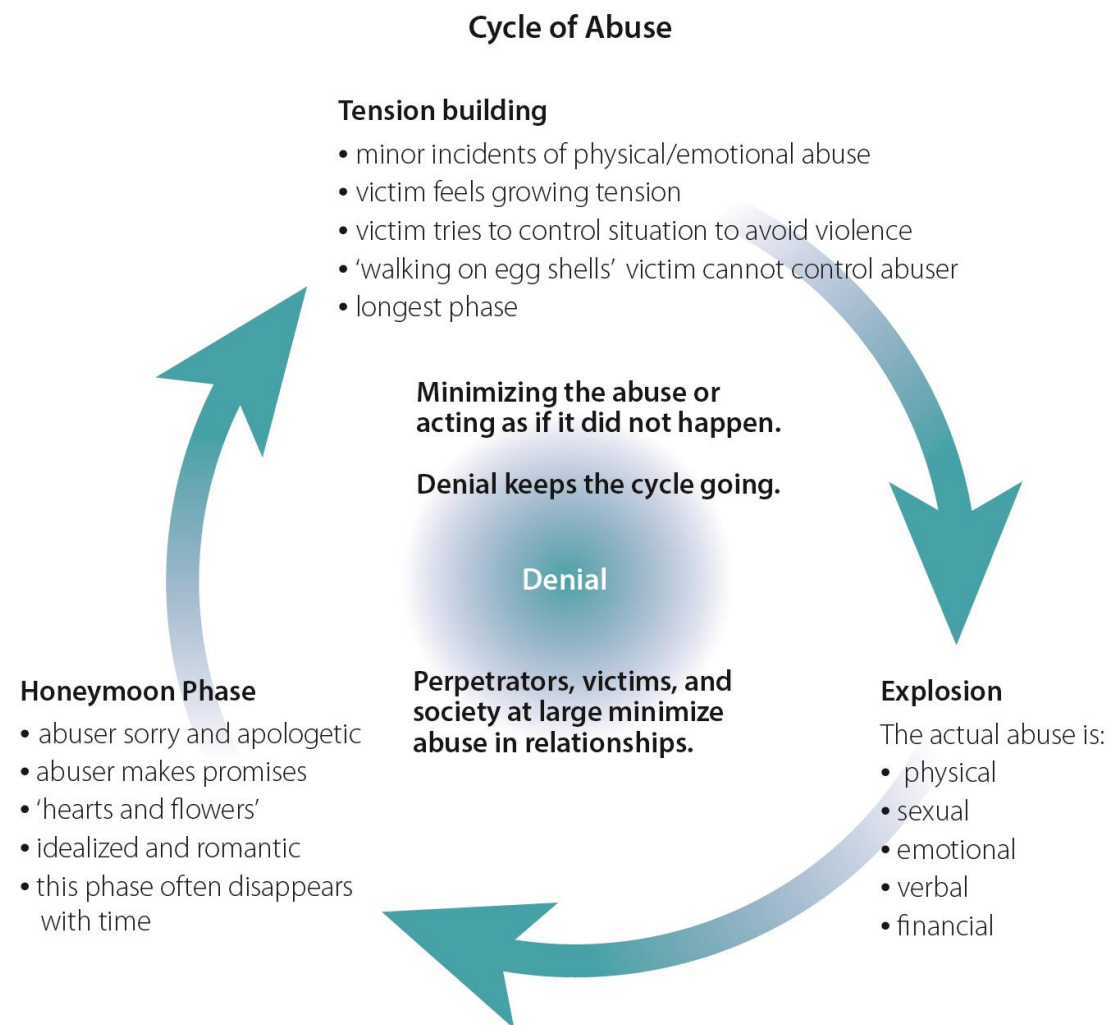 Cycle of Abuse
Tension building
• minor incidents of physical/emotional abuse
• victim feels growing tension
• victim tries to control situation to avoid violence
• ‘walking on egg shells’ victim cannot control abuser
• longest phase
Minimizing the abuse or
acting as if it did not happen.
Denial keeps the cycle going.
Denial
Perpetrators, victims, and
society at large minimize
abuse in relationships.
Explosion
The actual abuse is:
• physical
• sexual
• emotional
• verbal
• financial
Honeymoon Phase
• abuser sorry and apologetic
• abuser makes promises
• ‘hearts and flowers’
• idealized and romantic
• this phase often disappears
with time